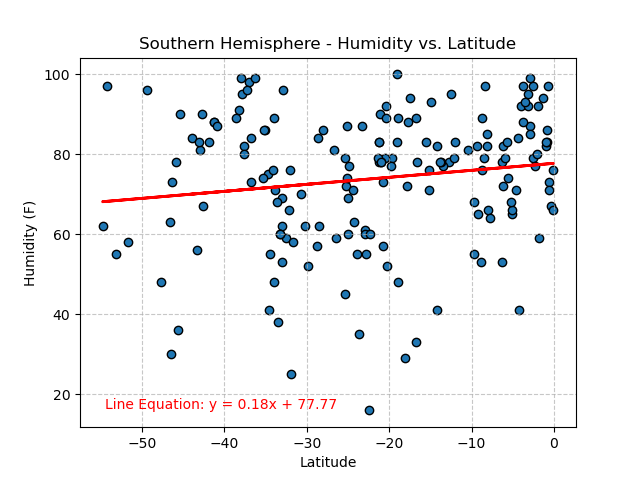 Southern Hemisphere - Humidity vs. Latitude
100
80
60
40
20
Humidity (F)
Line Equation: y = 0.18x + 77.77
−50
−40
−30
−20
−10
0
Latitude